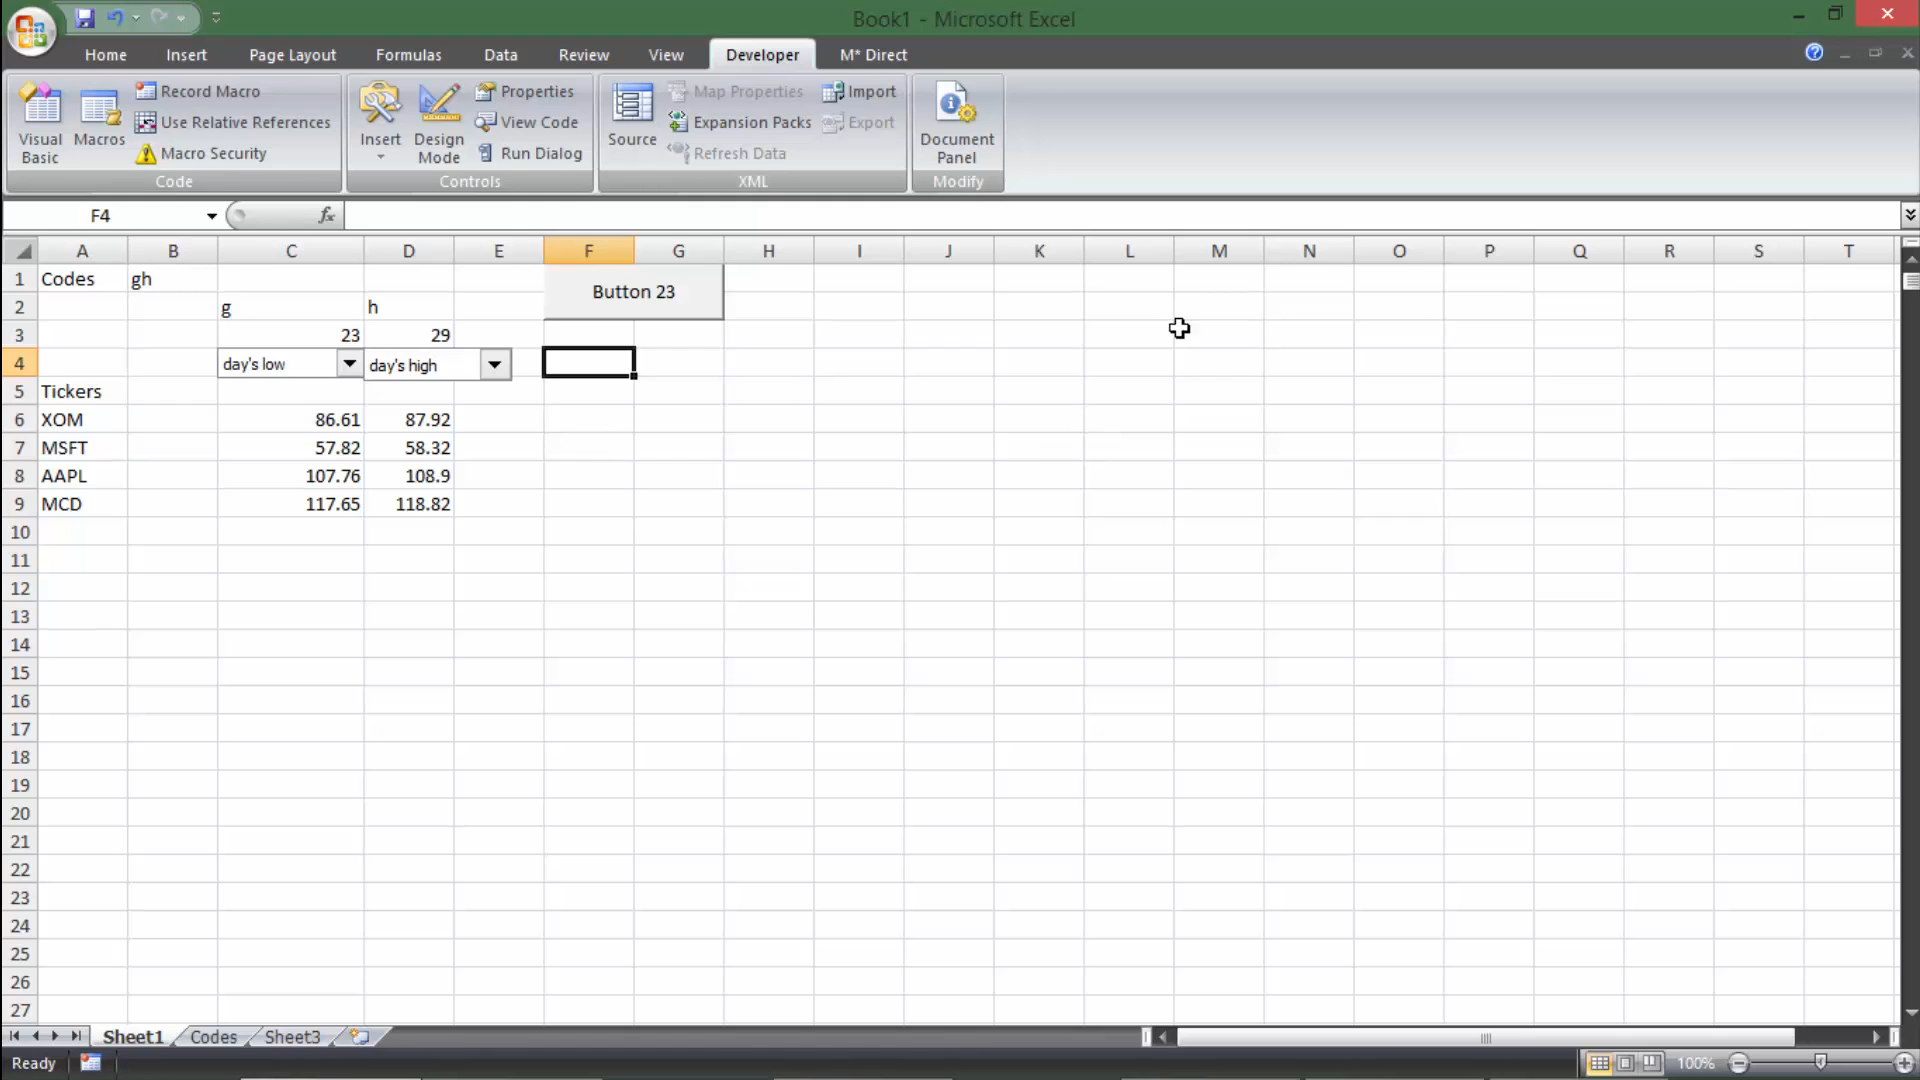 Book1 - Microsoft Excel
Home Insert Page Layout Formulas Data Review View Developer M* Direct
Visual Basic
Macros
Record Macro
Use Relative References
Macro Security
Code
Insert
Design Mode
Properties
View Code
Run Dialog
Controls
Source
Map Properties
Expansion Packs
Refresh Data
Import
Export
XML
Document Panel
Modify
F4 fx
A B C D E F G H I J K L M N O P Q R S T
1 Codes gh Button 23
2 g h
3 23 29
4 day's low day's high
5 Tickers
6 XOM 86.61 87.92
7 MSFT 57.82 58.32
8 AAPL 107.76 108.9
9 MCD 117.65 118.82
10
11
12
13
14
15
16
17
18
19
20
21
22
23
24
25
26
27
Sheet1 Codes Sheet3
Ready 100%